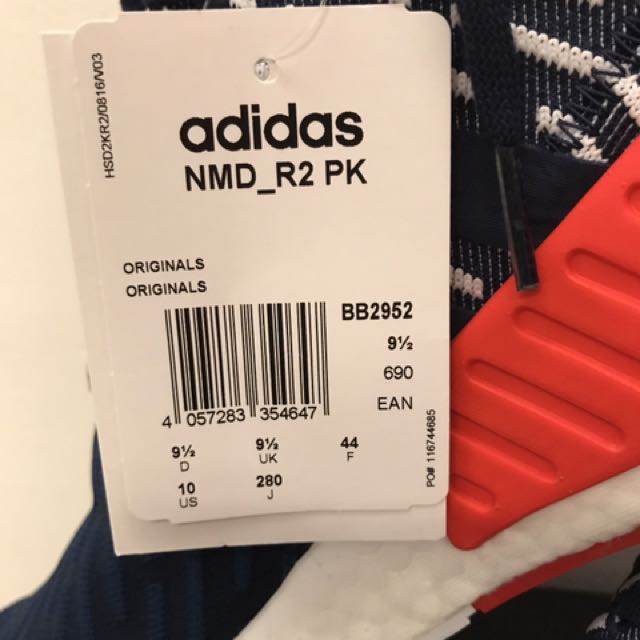 HSD2KR2/0816/V03
adidas
NMD_R2 PK
ORIGINALS
ORIGINALS
BB2952
9½
690
EAN
4 057283 354647
9½ 9½ 44
D UK F
10 280
US J
PO# 116744685